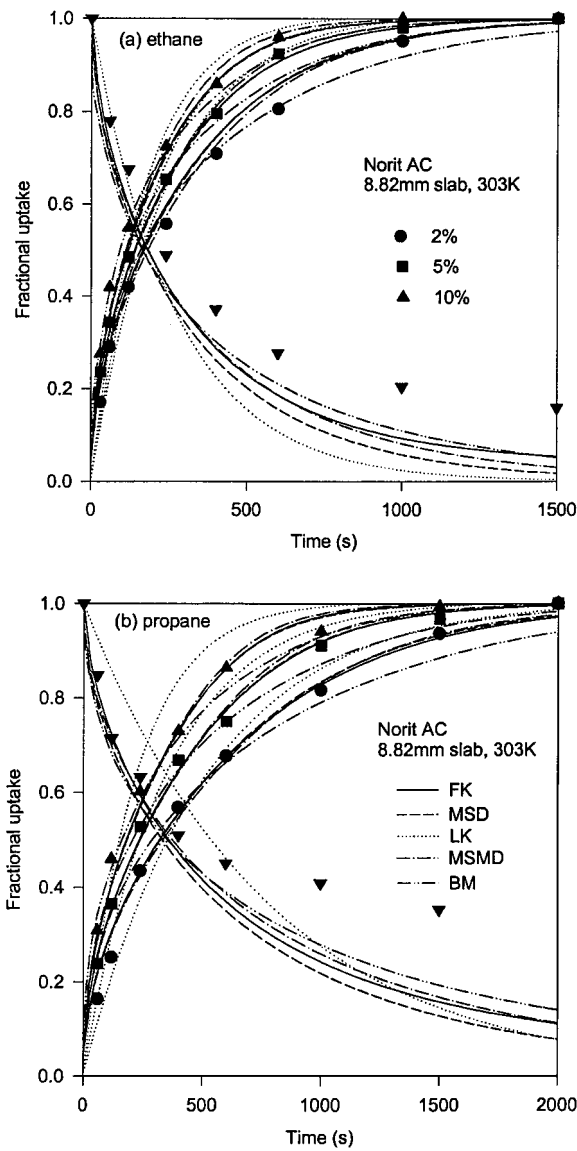 (a) ethane
1.0
0.8
0.6
0.4
0.2
0.0
Fractional uptake
Norit AC
8.82mm slab, 303K
2%
5%
10%
0 500 1000 1500
Time (s)
(b) propane
1.0
0.8
0.6
0.4
0.2
0.0
Fractional uptake
Norit AC
8.82mm slab, 303K
FK
MSD
LK
MSMD
BM
0 500 1000 1500 2000
Time (s)